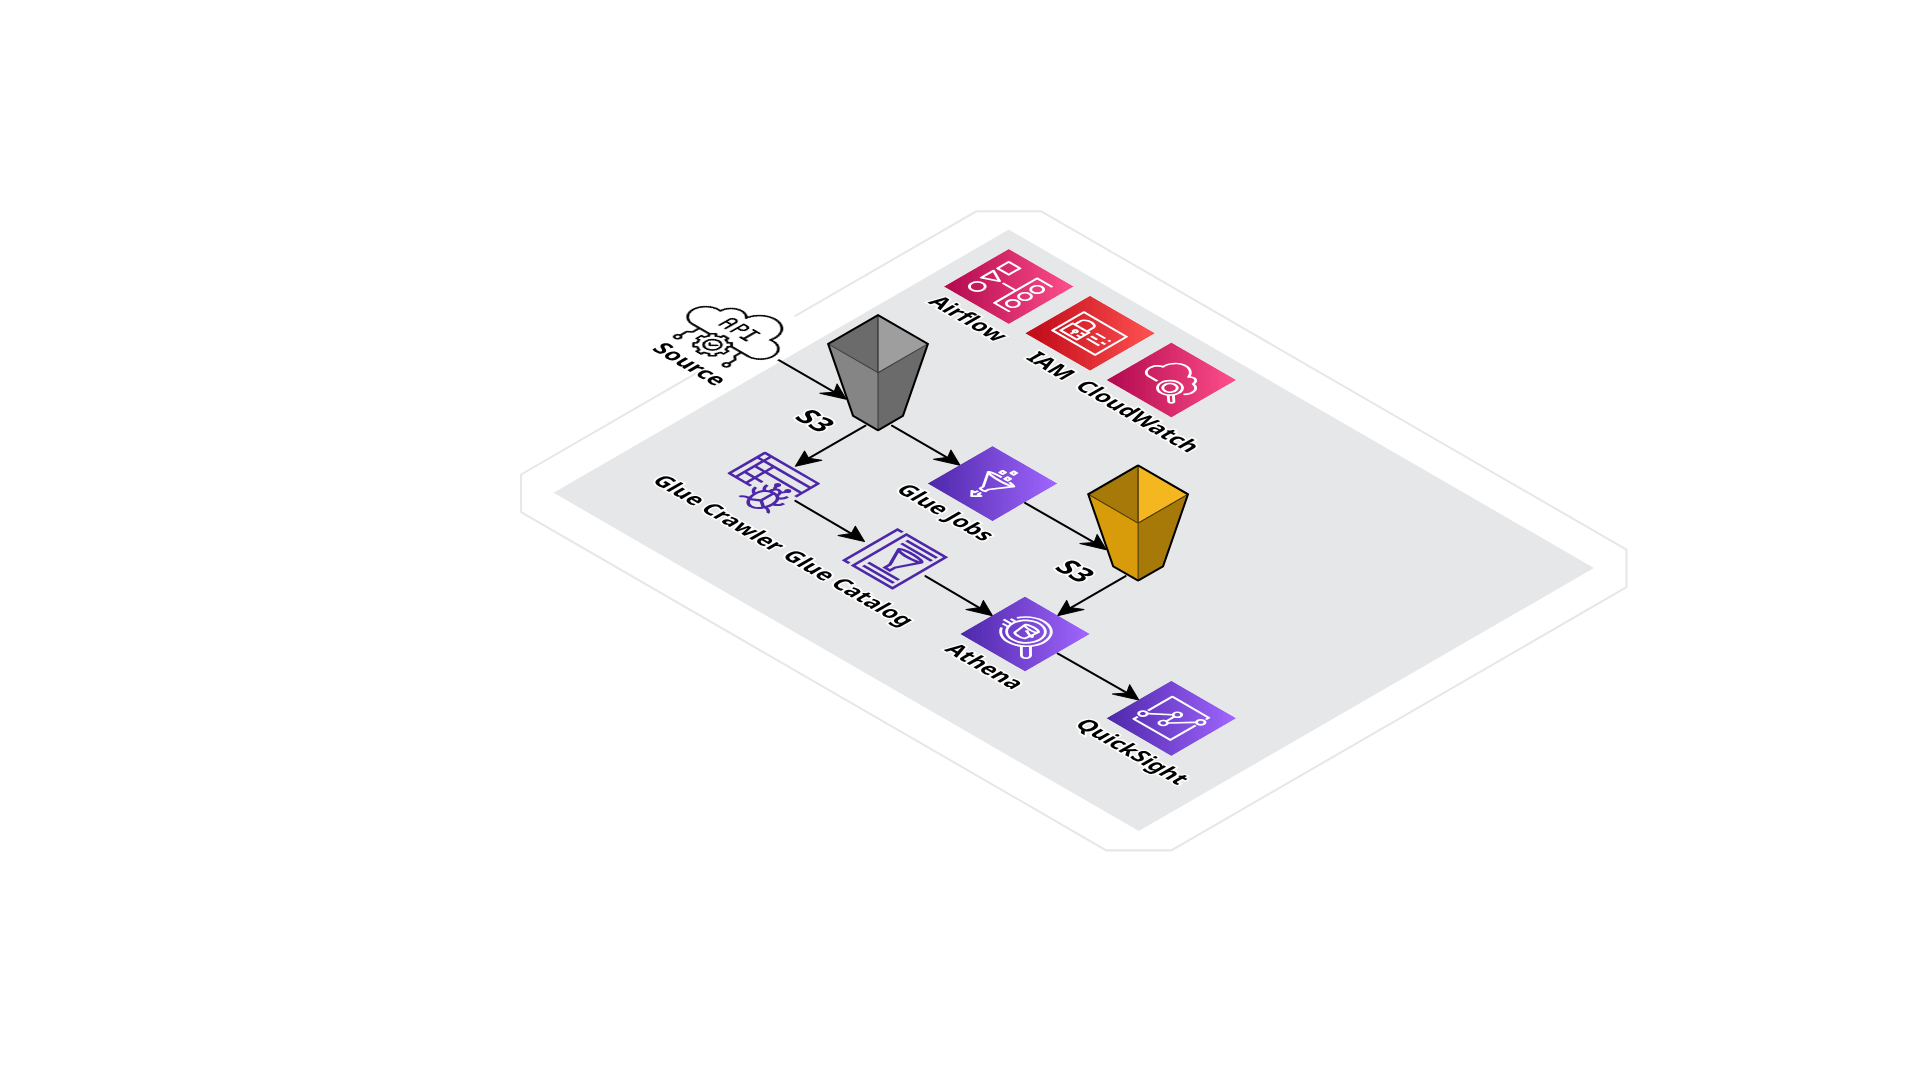 Airflow
IAM
CloudWatch
API
Source
S3
Glue Crawler
Glue Catalog
Glue Jobs
S3
Athena
QuickSight